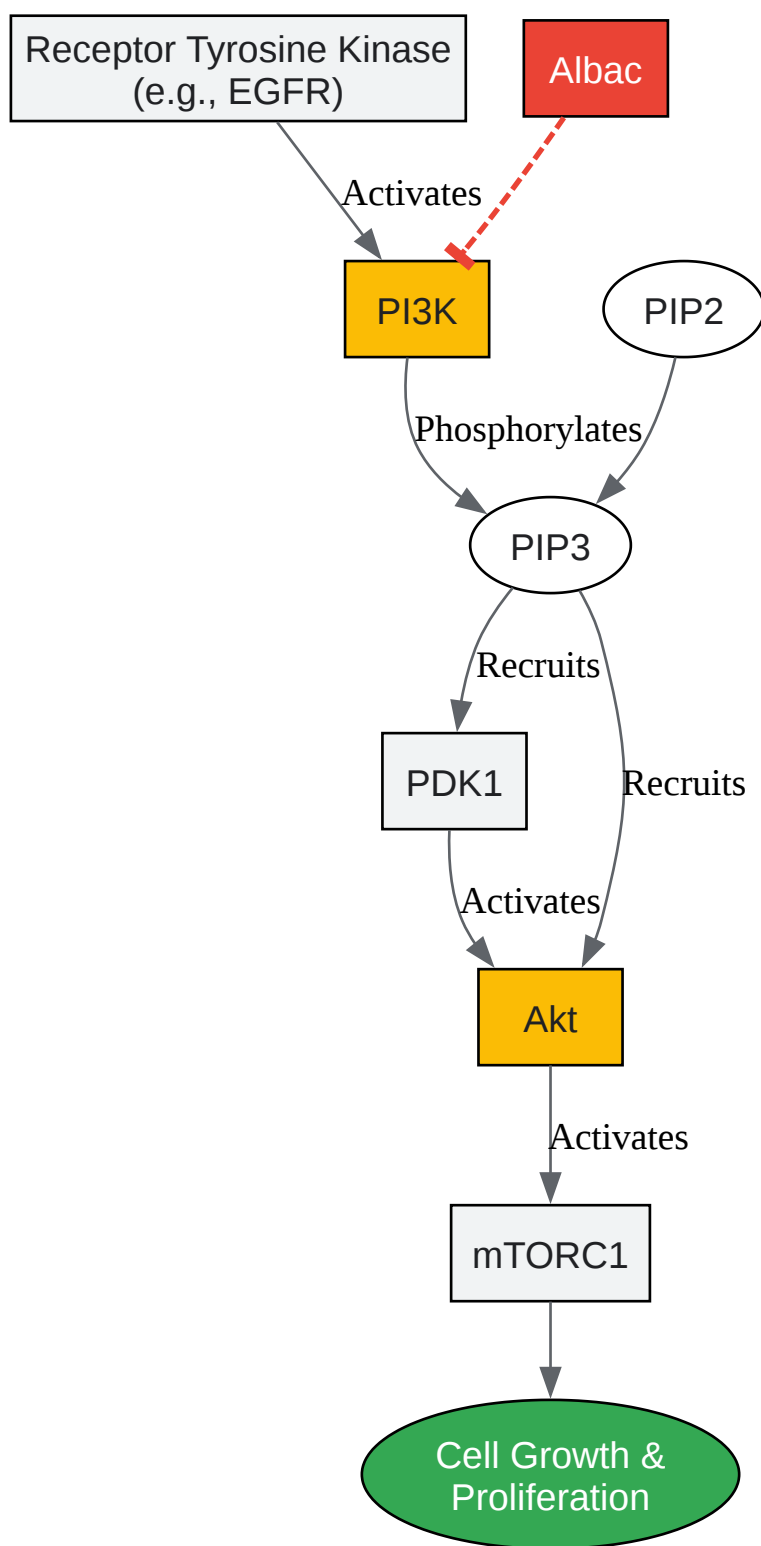 Receptor Tyrosine Kinase
(e.g., EGFR)
Albac
Activates
PI3K
PIP2
Phosphorylates
PIP3
Recruits
PDK1
Recruits
Activates
Akt
Activates
mTORC1
Cell Growth &
Proliferation